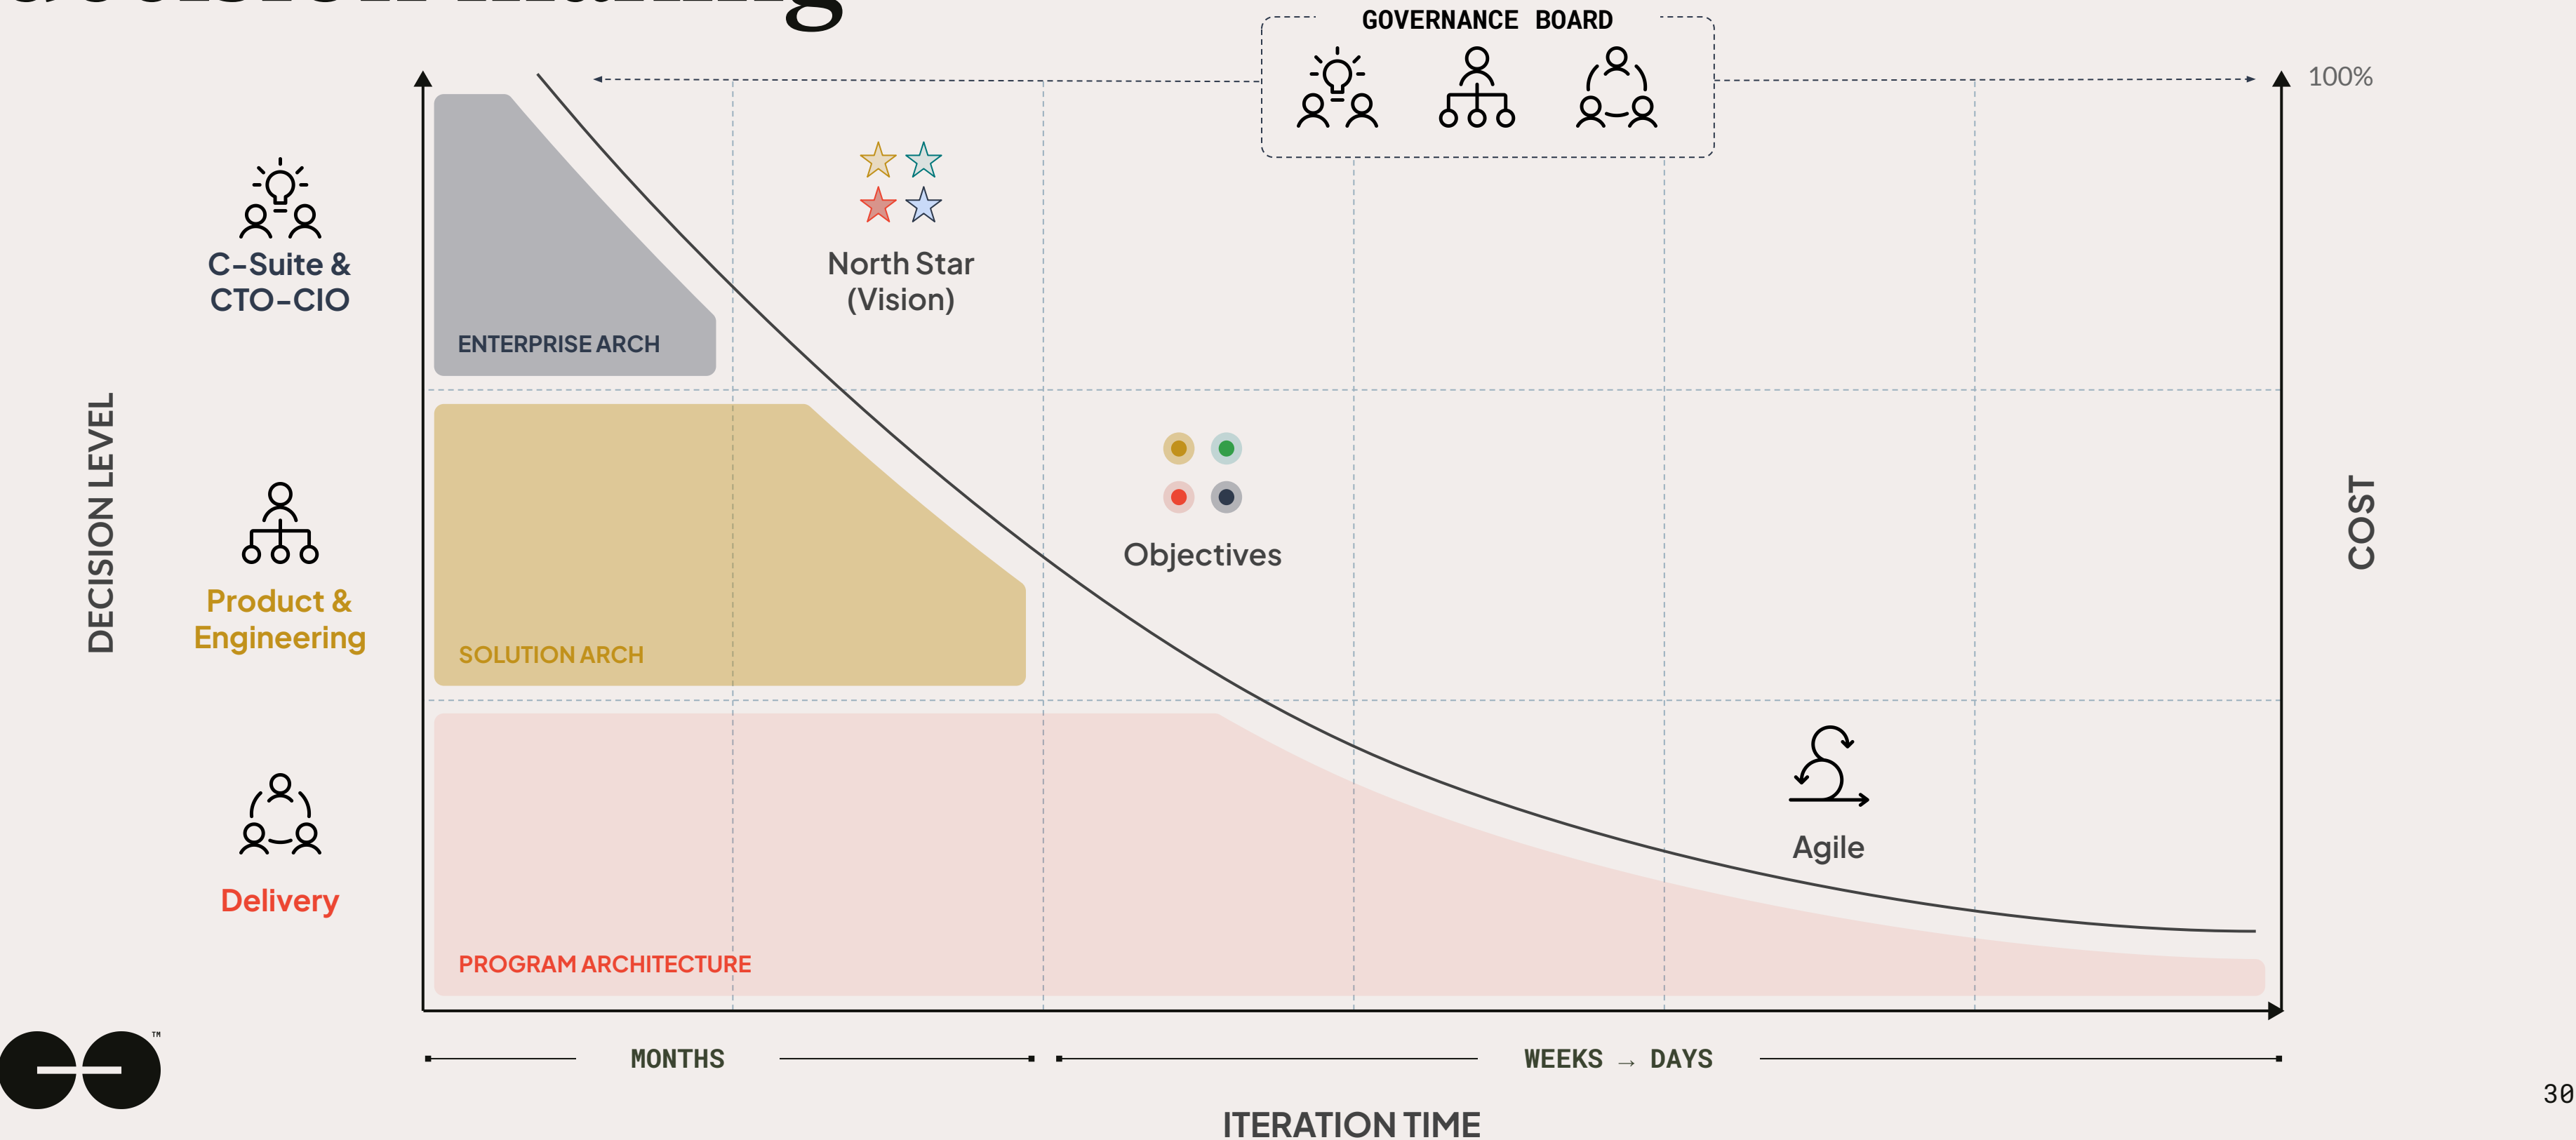 GOVERNANCE BOARD
100%
C-Suite &
CTO-CIO
North Star
(Vision)
ENTERPRISE ARCH
DECISION LEVEL
COST
Objectives
Product &
Engineering
SOLUTION ARCH
Agile
Delivery
PROGRAM ARCHITECTURE
TM
MONTHS
WEEKS → DAYS
30
ITERATION TIME